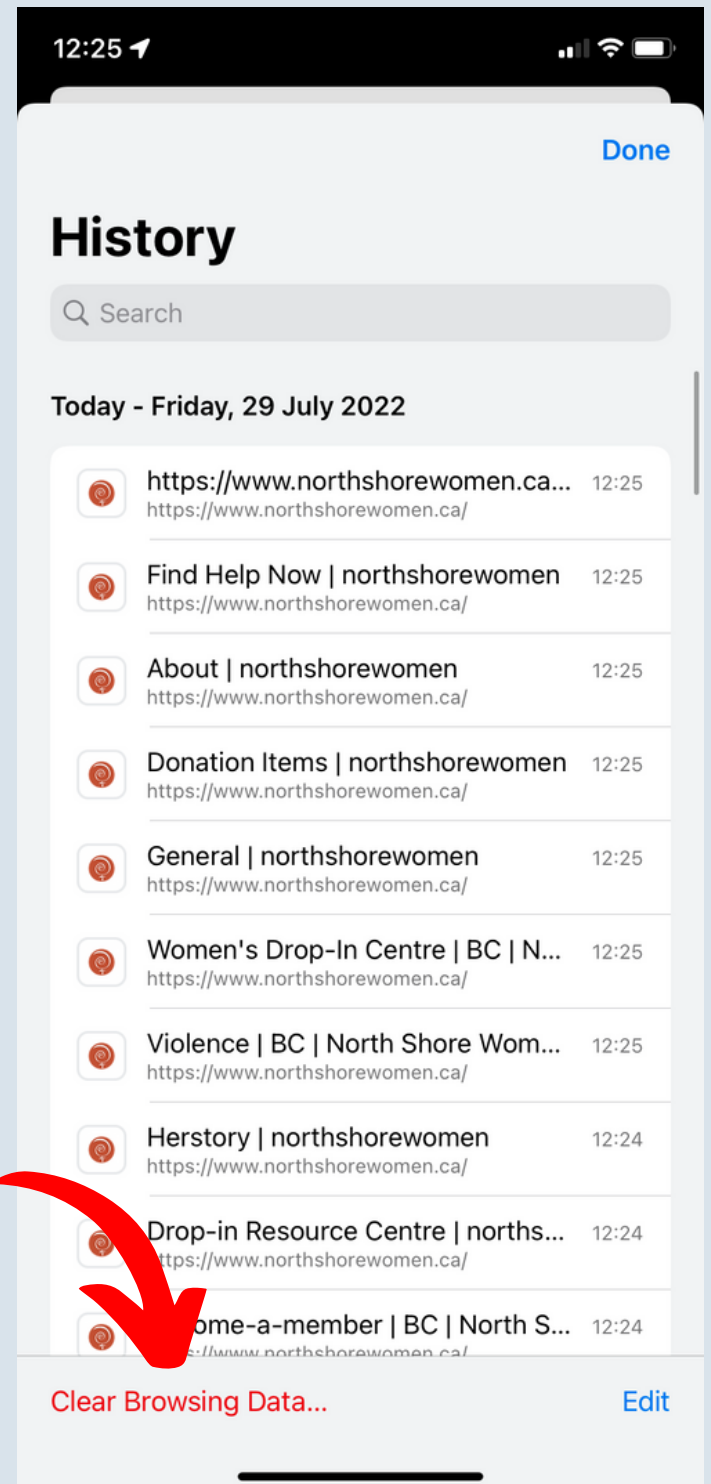 12:25
Done
History
Search
Today - Friday, 29 July 2022
https://www.northshorewomen.ca... 12:25
https://www.northshorewomen.ca/
Find Help Now | northshorewomen 12:25
https://www.northshorewomen.ca/
About | northshorewomen 12:25
https://www.northshorewomen.ca/
Donation Items | northshorewomen 12:25
https://www.northshorewomen.ca/
General | northshorewomen 12:25
https://www.northshorewomen.ca/
Women's Drop-In Centre | BC | N... 12:25
https://www.northshorewomen.ca/
Violence | BC | North Shore Wom... 12:25
https://www.northshorewomen.ca/
Herstory | northshorewomen 12:24
https://www.northshorewomen.ca/
Drop-in Resource Centre | norths... 12:24
ttps://www.northshorewomen.ca/
ome-a-member | BC | North S... 12:24
s://www.northshorewomen.ca/
Clear Browsing Data... Edit